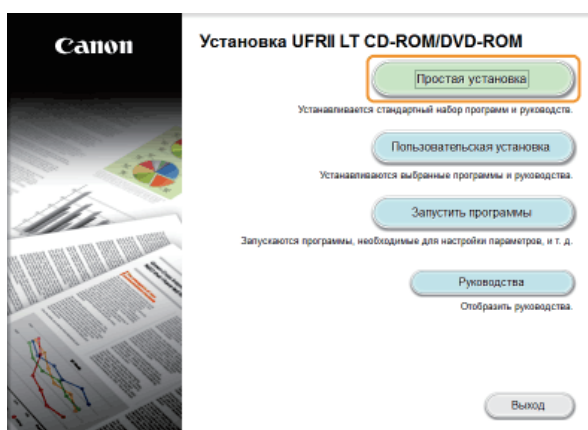 Canon
Установка UFRII LT CD-ROM/DVD-ROM
Простая установка
Устанавливается стандартный набор программ и руководств.
Пользовательская установка
Устанавливаются выбранные программы и руководства.
Запустить программы
Запускаются программы, необходимые для настройки параметров, и т. д.
Руководства
Отобразить руководства.
Выход